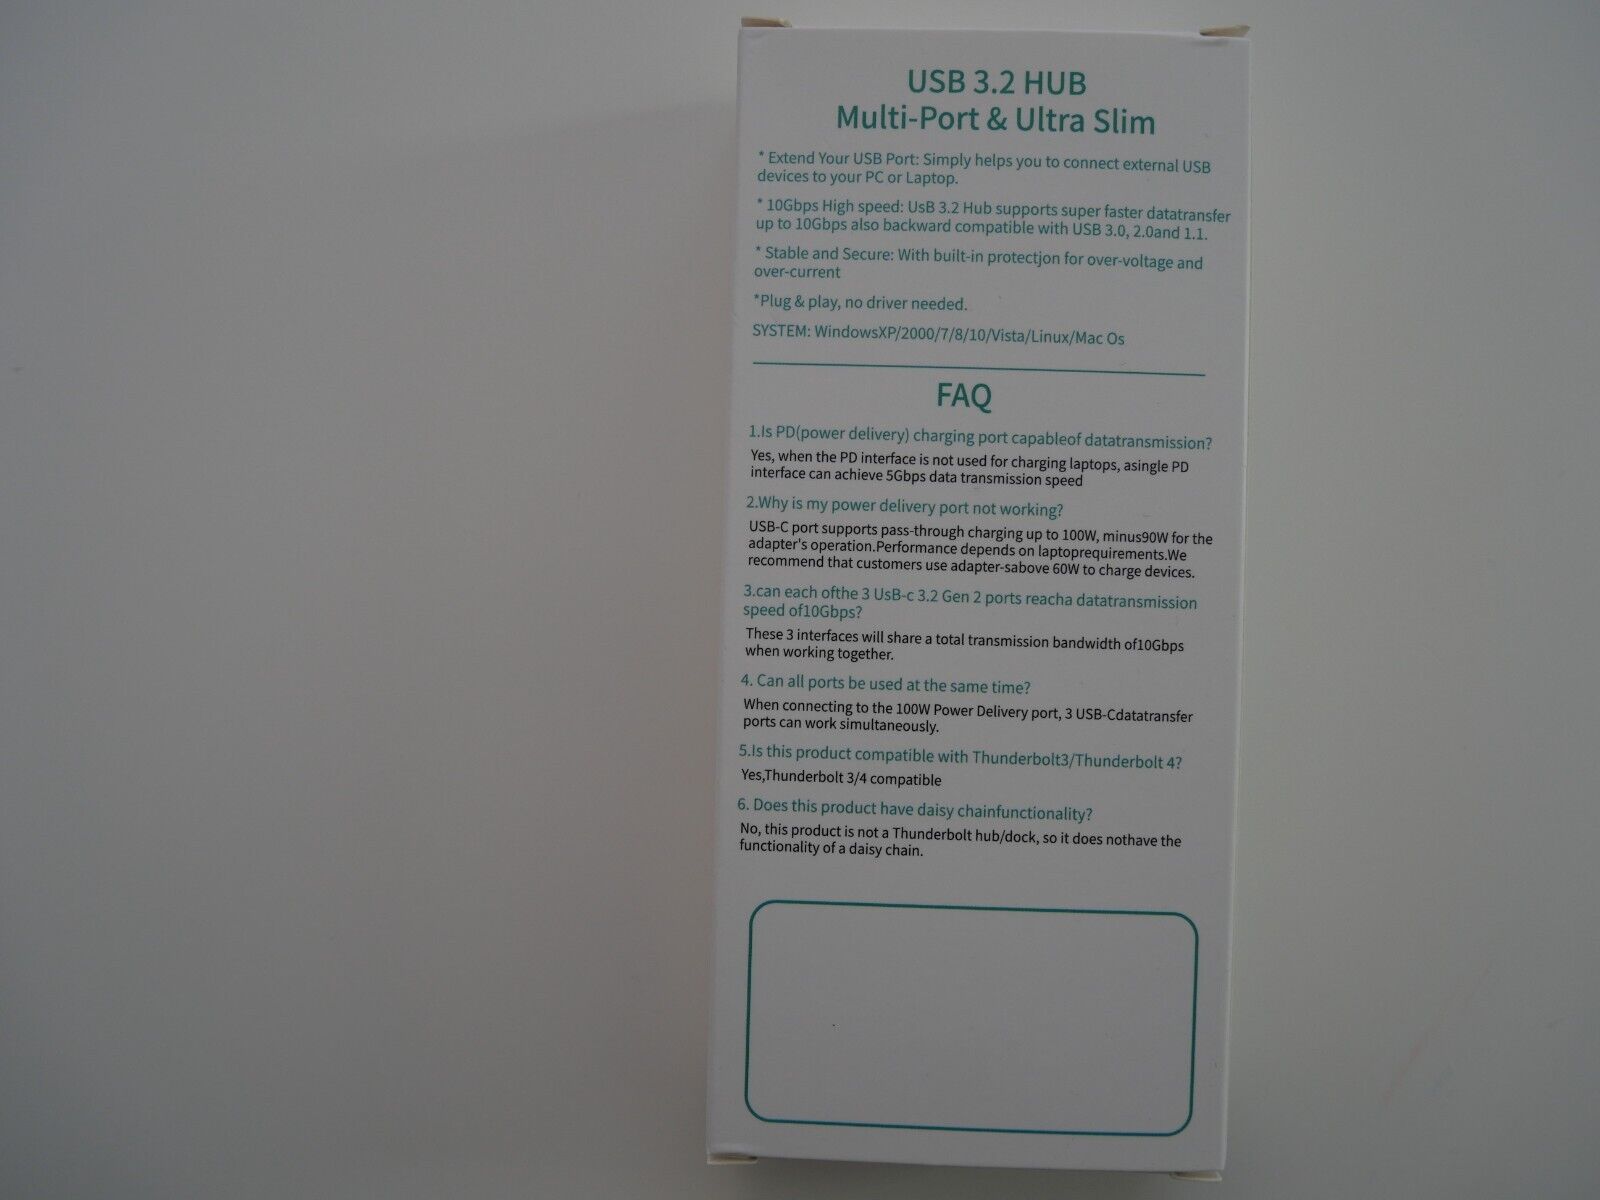 USB 3.2 HUB
Multi-Port & Ultra Slim
* Extend Your USB Port: Simply helps you to connect external USB
devices to your PC or Laptop.
* 10Gbps High speed: UsB 3.2 Hub supports super faster datatransfer
up to 10Gbps also backward compatible with USB 3.0, 2.0and 1.1.
* Stable and Secure: With built-in protectjon for over-voltage and
over-current
*Plug & play, no driver needed.
SYSTEM: WindowsXP/2000/7/8/10/Vista/Linux/Mac Os
FAQ
1.Is PD(power delivery) charging port capableof datatransmission?
Yes, when the PD interface is not used for charging laptops, asingle PD
interface can achieve 5Gbps data transmission speed
2.Why is my power delivery port not working?
USB-C port supports pass-through charging up to 100W, minus90W for the
adapter's operation.Performance depends on laptoprequirements.We
recommend that customers use adapter-sabove 60W to charge devices.
3.can each ofthe 3 UsB-c 3.2 Gen 2 ports reacha datatransmission
speed of10Gbps?
These 3 interfaces will share a total transmission bandwidth of10Gbps
when working together.
4. Can all ports be used at the same time?
When connecting to the 100W Power Delivery port, 3 USB-Cdatatransfer
ports can work simultaneously.
5.Is this product compatible with Thunderbolt3/Thunderbolt 4?
Yes,Thunderbolt 3/4 compatible
6. Does this product have daisy chainfunctionality?
No, this product is not a Thunderbolt hub/dock, so it does nothave the
functionality of a daisy chain.